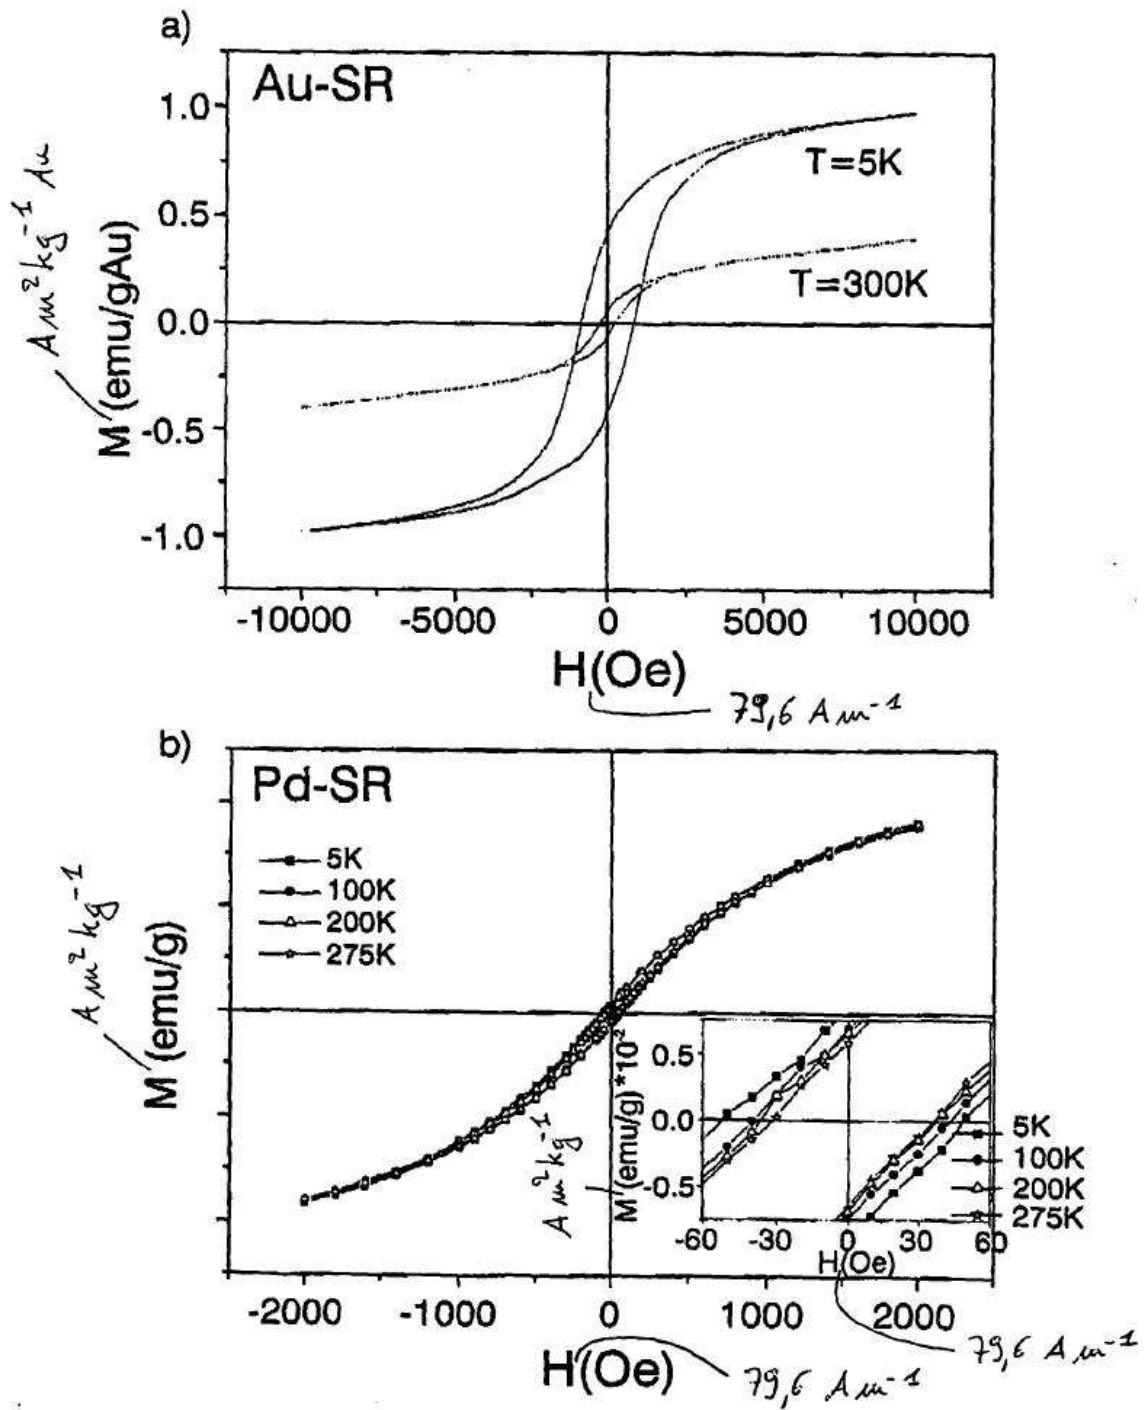 a)
Au-SR
1.0
0.5
0.0
-0.5
-1.0
T=5K
T=300K
M (emu/gAu)
A m² kg⁻¹ Au
-10000 -5000 0 5000 10000
H(Oe)
79,6 A m⁻¹
b)
Pd-SR
5K
100K
200K
275K
M (emu/g)
A m² kg⁻¹
0.5
0.0
-0.5
M (emu/g)*10⁻²
A m² kg⁻¹
5K
100K
200K
275K
-60 -30 0 30 60
H(Oe)
-2000 -1000 0 1000 2000
79,6 A m⁻¹
H(Oe)
79,6 A m⁻¹